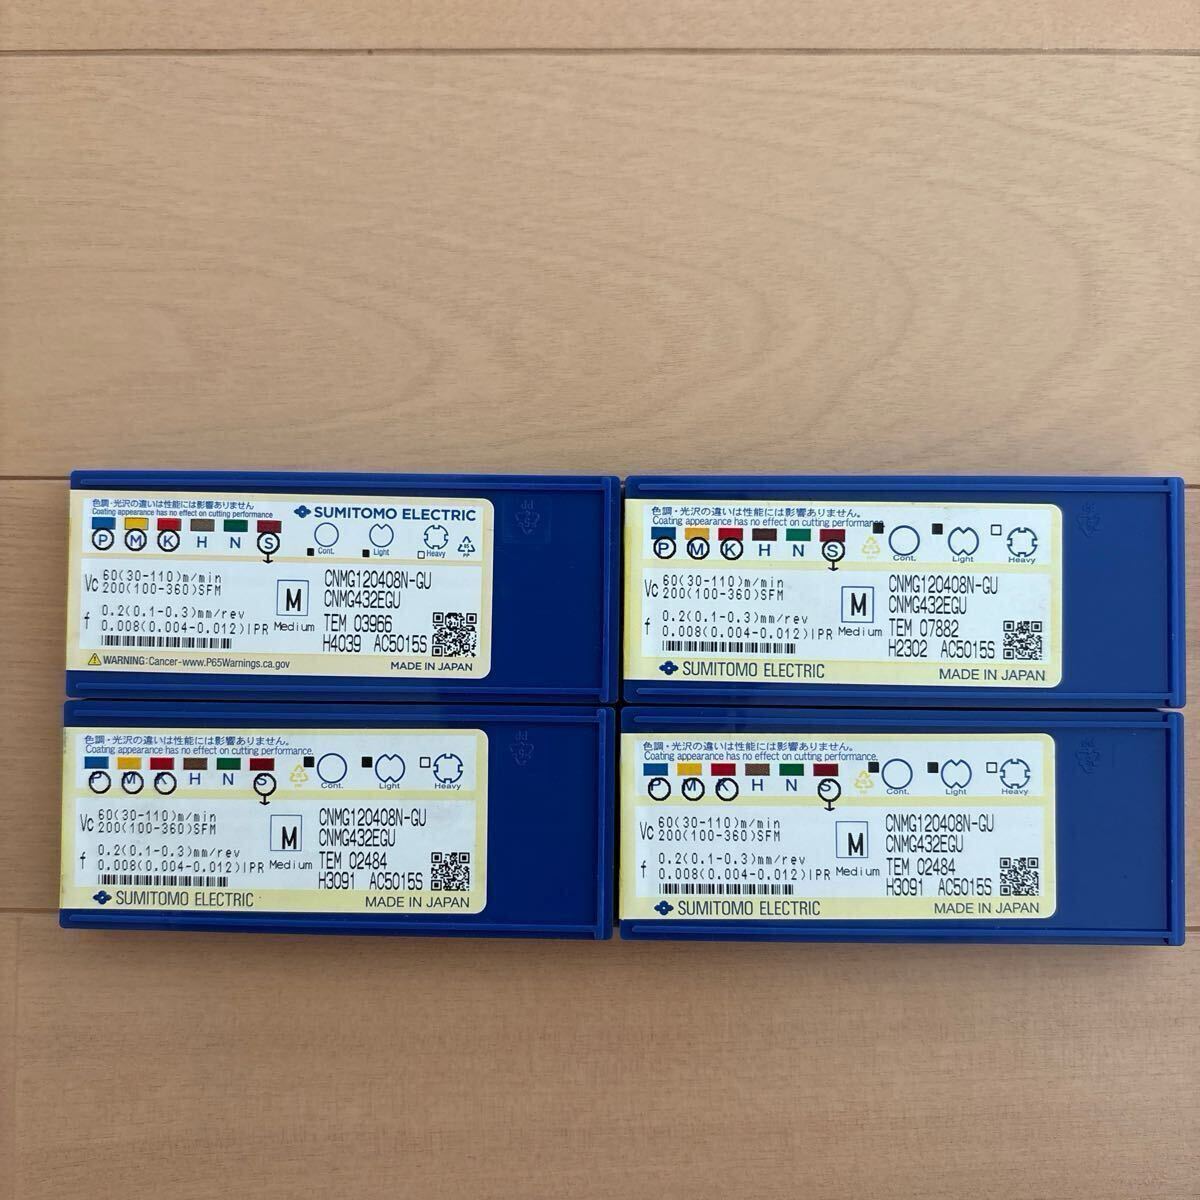 色調・光沢の違いは性能には影響ありません
Coating appearance has no effect on cutting performance
SUMITOMO ELECTRIC
P M K H N S
Cont. Light Heavy
PP
Vc 60(30-110)m/min
200(100-360)SFM
f 0.2(0.1-0.3)mm/rev
0.008(0.004-0.012)IPR
M
Medium
CNMG120408N-GU
CNMG432EGU
TEM 03966
H4039 AC5015S
WARNING:Cancer-www.P65Warnings.ca.gov
MADE IN JAPAN
色調・光沢の違いは性能には影響ありません。
Coating appearance has no effect on cutting performance.
P M K H N S
Cont. Light Heavy
Vc 60(30-110)m/min
200(100-360)SFM
f 0.2(0.1-0.3)mm/rev
0.008(0.004-0.012)IPR
M
Medium
CNMG120408N-GU
CNMG432EGU
TEM 07882
H2302 AC5015S
SUMITOMO ELECTRIC
MADE IN JAPAN
色調・光沢の違いは性能には影響ありません。
Coating appearance has no effect on cutting performance.
P M K H N S
Cont. Light Heavy
Vc 60(30-110)m/min
200(100-360)SFM
f 0.2(0.1-0.3)mm/rev
0.008(0.004-0.012)IPR
M
Medium
CNMG120408N-GU
CNMG432EGU
TEM 02484
H3091 AC5015S
SUMITOMO ELECTRIC
MADE IN JAPAN
色調・光沢の違いは性能には影響ありません。
Coating appearance has no effect on cutting performance.
P M K H N S
Cont. Light Heavy
Vc 60(30-110)m/min
200(100-360)SFM
f 0.2(0.1-0.3)mm/rev
0.008(0.004-0.012)IPR
M
Medium
CNMG120408N-GU
CNMG432EGU
TEM 02484
H3091 AC5015S
SUMITOMO ELECTRIC
MADE IN JAPAN